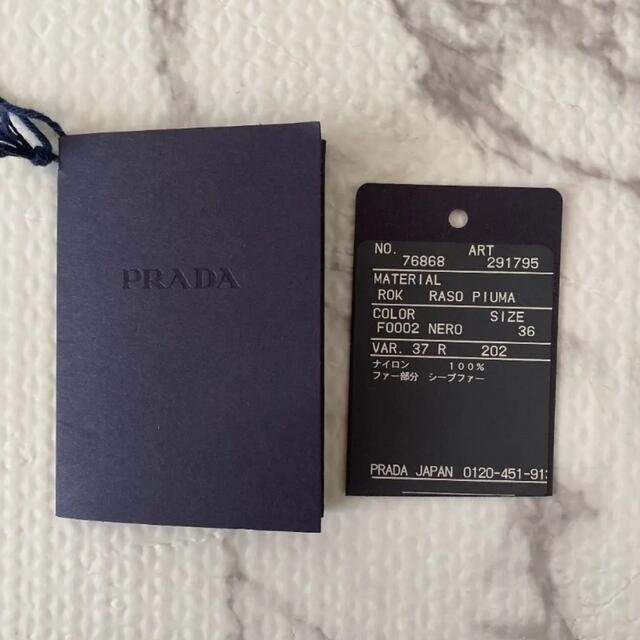 PRADA
NO. ART
76868 291795
MATERIAL
ROK RASO PIUMA
COLOR SIZE
F0002 NERO 36
VAR. 37 R 202
ナイロン 100%
ファー部分 シープファー
PRADA JAPAN 0120-451-91